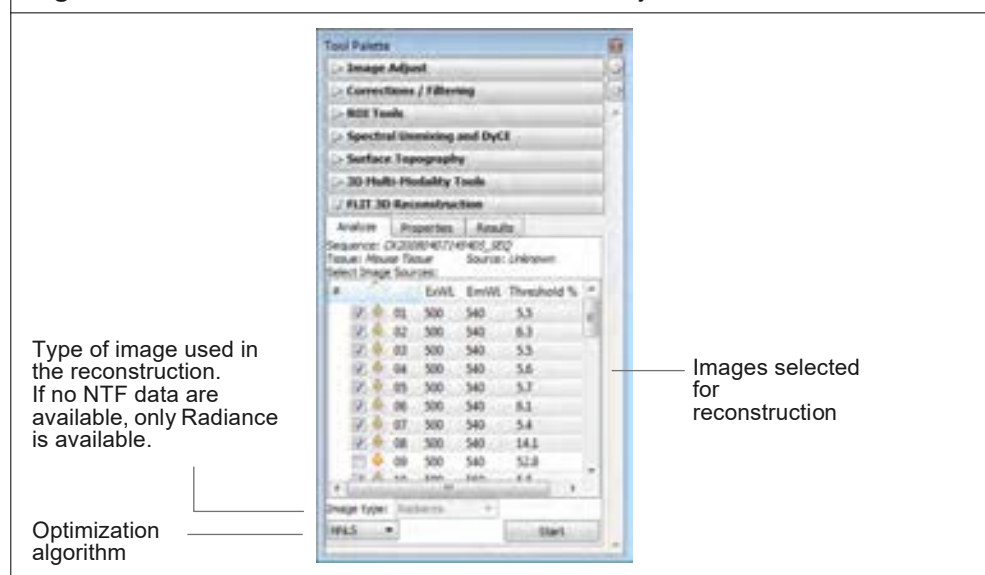 Tool Palette
Image Adjust
Corrections / Filtering
ROI Tools
Spectral Unmixing and DyCE
Surface Topography
3D Multi-Modality Tools
FLIT 3D Reconstruction
Analyze Properties Results
Sequence:
Tissue: Mouse Tissue Source: Unknown
Select Image Sources:
# ExWL EmWL Threshold %
01 500 540 5.5
02 500 540 6.3
03 500 540 5.5
04 500 540 5.6
05 500 540 5.7
06 500 540 6.1
07 500 540 5.4
08 500 540 14.1
09 500 540 52.8
Image type: Radiance
NNLS Start
Type of image used in
the reconstruction.
If no NTF data are
available, only Radiance
is available.
Optimization
algorithm
Images selected
for
reconstruction